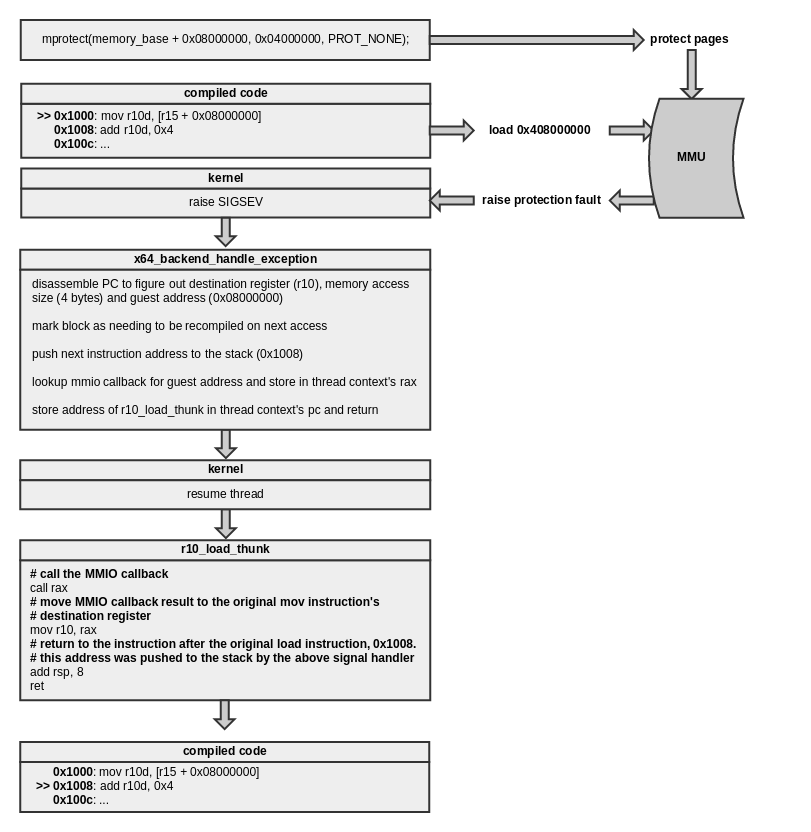 mprotect(memory_base + 0x08000000, 0x04000000, PROT_NONE);
protect pages
compiled code
>> 0x1000: mov r10d, [r15 + 0x08000000]
0x1008: add r10d, 0x4
0x100c: ...
load 0x408000000
MMU
kernel
raise SIGSEV
raise protection fault
x64_backend_handle_exception
disassemble PC to figure out destination register (r10), memory access
size (4 bytes) and guest address (0x08000000)
mark block as needing to be recompiled on next access
push next instruction address to the stack (0x1008)
lookup mmio callback for guest address and store in thread context's rax
store address of r10_load_thunk in thread context's pc and return
kernel
resume thread
r10_load_thunk
# call the MMIO callback
call rax
# move MMIO callback result to the original mov instruction's
# destination register
mov r10, rax
# return to the instruction after the original load instruction, 0x1008.
# this address was pushed to the stack by the above signal handler
add rsp, 8
ret
compiled code
0x1000: mov r10d, [r15 + 0x08000000]
>> 0x1008: add r10d, 0x4
0x100c: ...